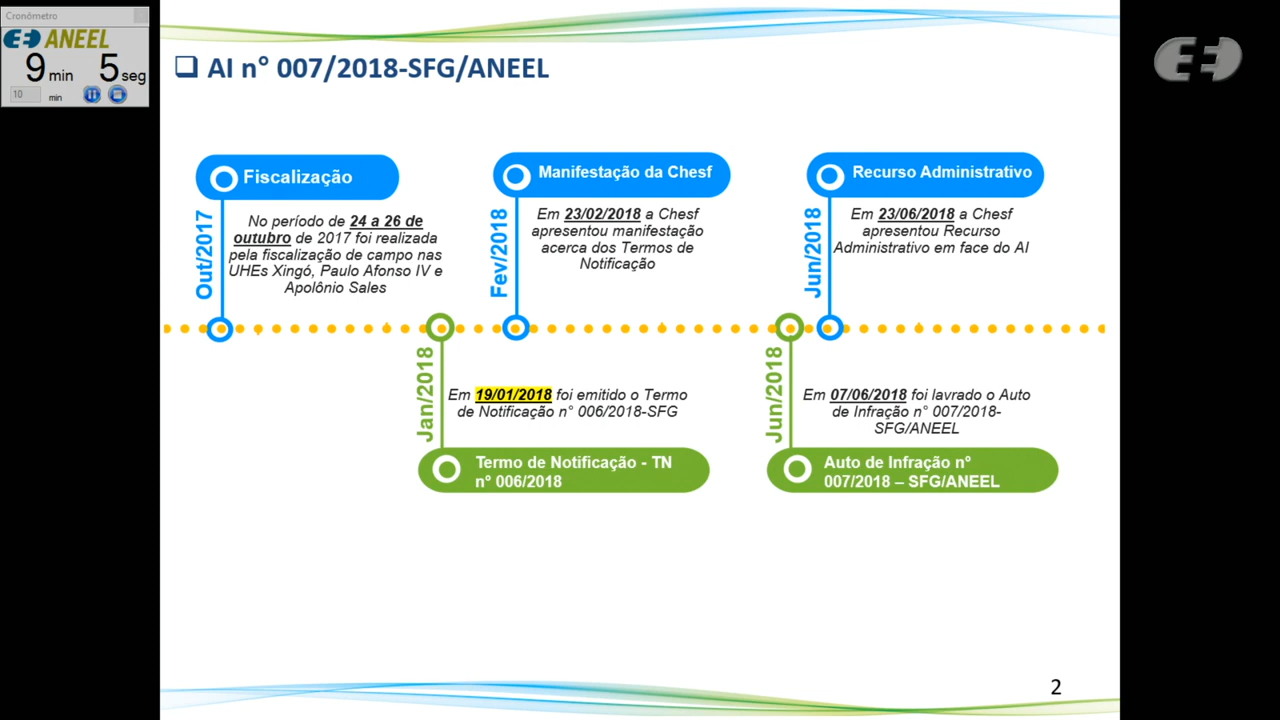 Cronômetro
ANEEL
9 min 5 seg
10 min
AI n° 007/2018-SFG/ANEEL
Fiscalização
Out/2017
No período de 24 a 26 de
outubro de 2017 foi realizada
pela fiscalização de campo nas
UHEs Xingó, Paulo Afonso IV e
Apolônio Sales
Manifestação da Chesf
Fev/2018
Em 23/02/2018 a Chesf
apresentou manifestação
acerca dos Termos de
Notificação
Recurso Administrativo
Jun/2018
Em 23/06/2018 a Chesf
apresentou Recurso
Administrativo em face do AI
Jan/2018
Em 19/01/2018 foi emitido o Termo
de Notificação n° 006/2018-SFG
Termo de Notificação - TN
n° 006/2018
Jun/2018
Em 07/06/2018 foi lavrado o Auto
de Infração n° 007/2018-
SFG/ANEEL
Auto de Infração n°
007/2018 – SFG/ANEEL
2